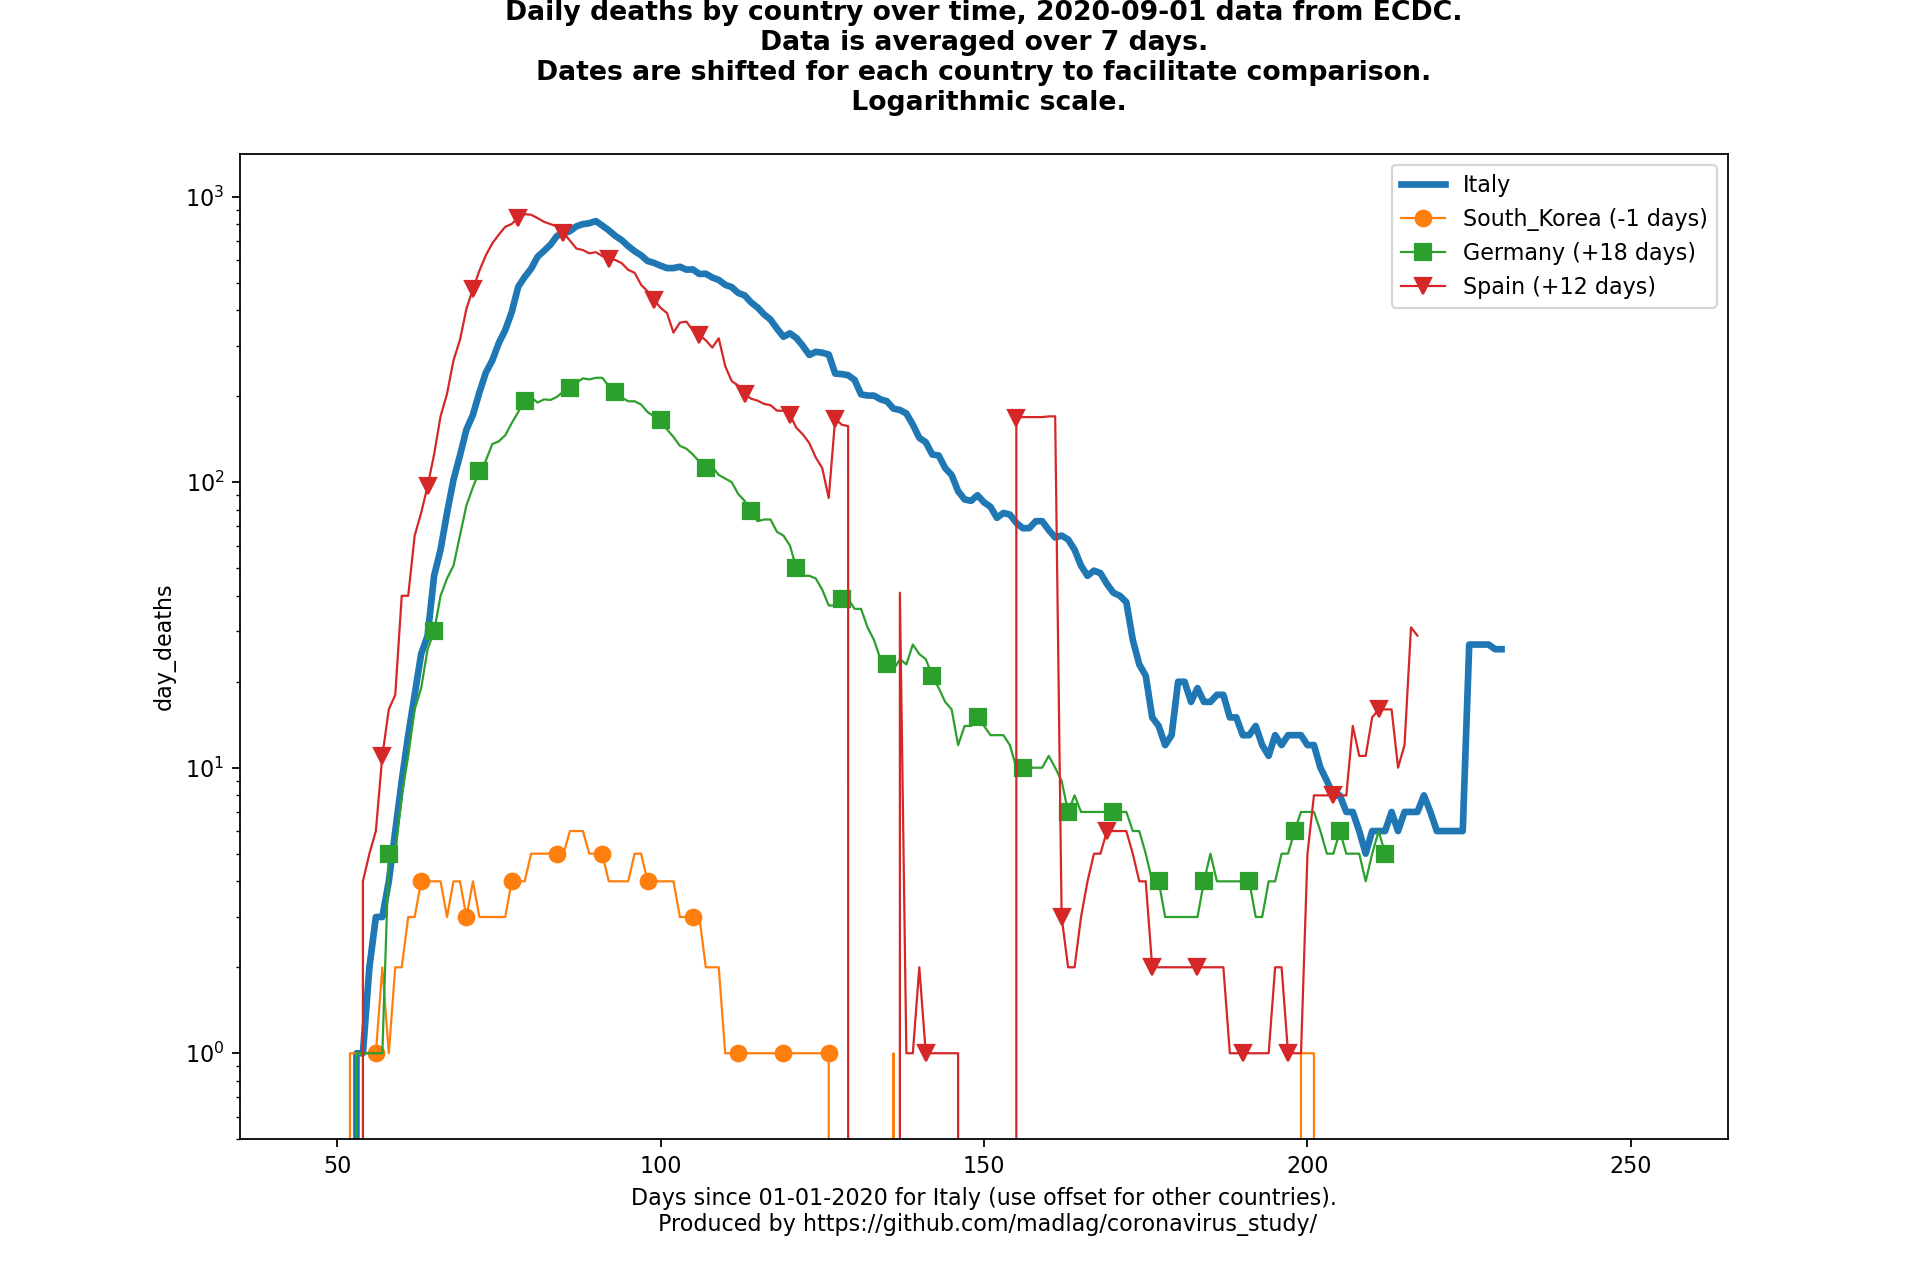 Daily deaths by country over time, 2020-09-01 data from ECDC.
Data is averaged over 7 days.
Dates are shifted for each country to facilitate comparison.
Logarithmic scale.
Italy
South_Korea (-1 days)
Germany (+18 days)
Spain (+12 days)
day_deaths
10³
10²
10¹
10⁰
50 100 150 200 250
Days since 01-01-2020 for Italy (use offset for other countries).
Produced by https://github.com/madlag/coronavirus_study/